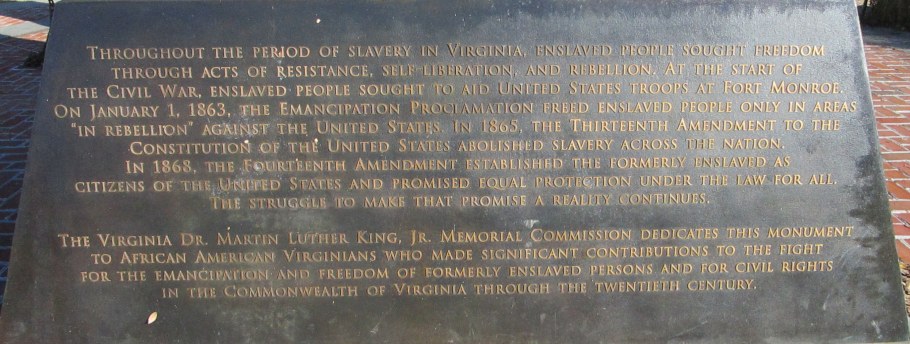 Throughout the period of slavery in Virginia, enslaved people sought freedom
through acts of resistance, self-liberation, and rebellion. At the start of
the Civil War, enslaved people sought to aid United States troops at Fort Monroe.
On January 1, 1863, the Emancipation Proclamation freed enslaved people only in areas
"in rebellion" against the United States. In 1865, the Thirteenth Amendment to the
Constitution of the United States abolished slavery across the nation.
In 1868, the Fourteenth Amendment established the formerly enslaved as
citizens of the United States and promised equal protection under the law for all.
The struggle to make that promise a reality continues.
The Virginia Dr. Martin Luther King, Jr. Memorial Commission dedicates this monument
to African American Virginians who made significant contributions to the fight
for the emancipation and freedom of formerly enslaved persons and for civil rights
in the Commonwealth of Virginia through the twentieth century.